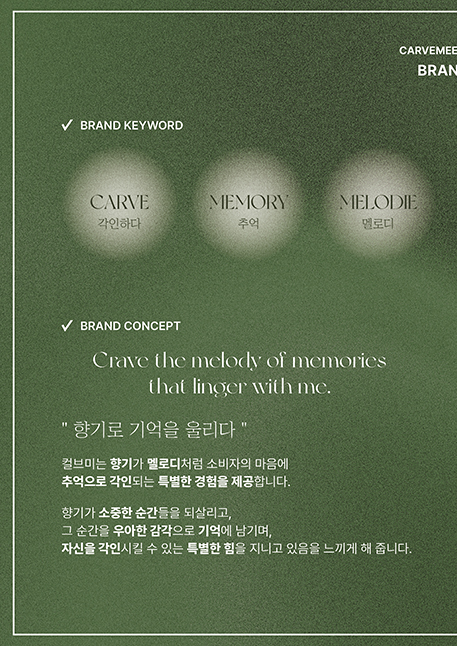 CARVEMEE
BRAN
BRAND KEYWORD
CARVE
각인하다
MEMORY
추억
MELODIE
멜로디
BRAND CONCEPT
Crave the melody of memories
that linger with me.
" 향기로 기억을 울리다 "
컬브미는 향기가 멜로디처럼 소비자의 마음에
추억으로 각인되는 특별한 경험을 제공합니다.
향기가 소중한 순간들을 되살리고,
그 순간을 우아한 감각으로 기억에 남기며,
자신을 각인시킬 수 있는 특별한 힘을 지니고 있음을 느끼게 해 줍니다.